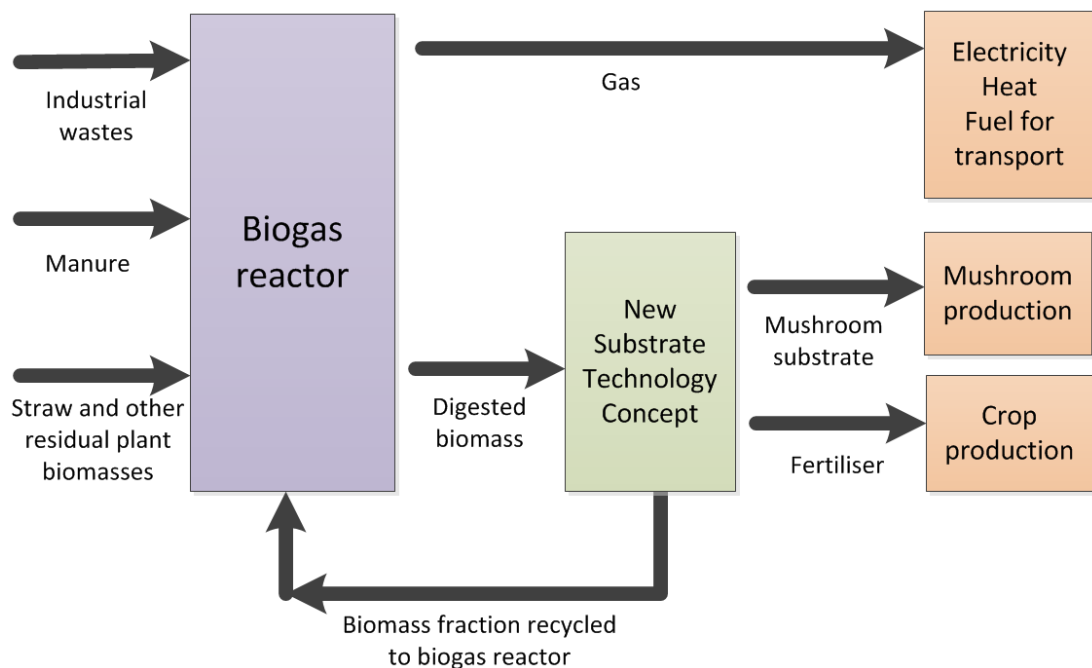 Industrial
wastes
Manure
Straw and other
residual plant
biomasses
Biogas
reactor
Gas
Electricity
Heat
Fuel for
transport
Digested
biomass
New
Substrate
Technology
Concept
Mushroom
substrate
Mushroom
production
Fertiliser
Crop
production
Biomass fraction recycled
to biogas reactor